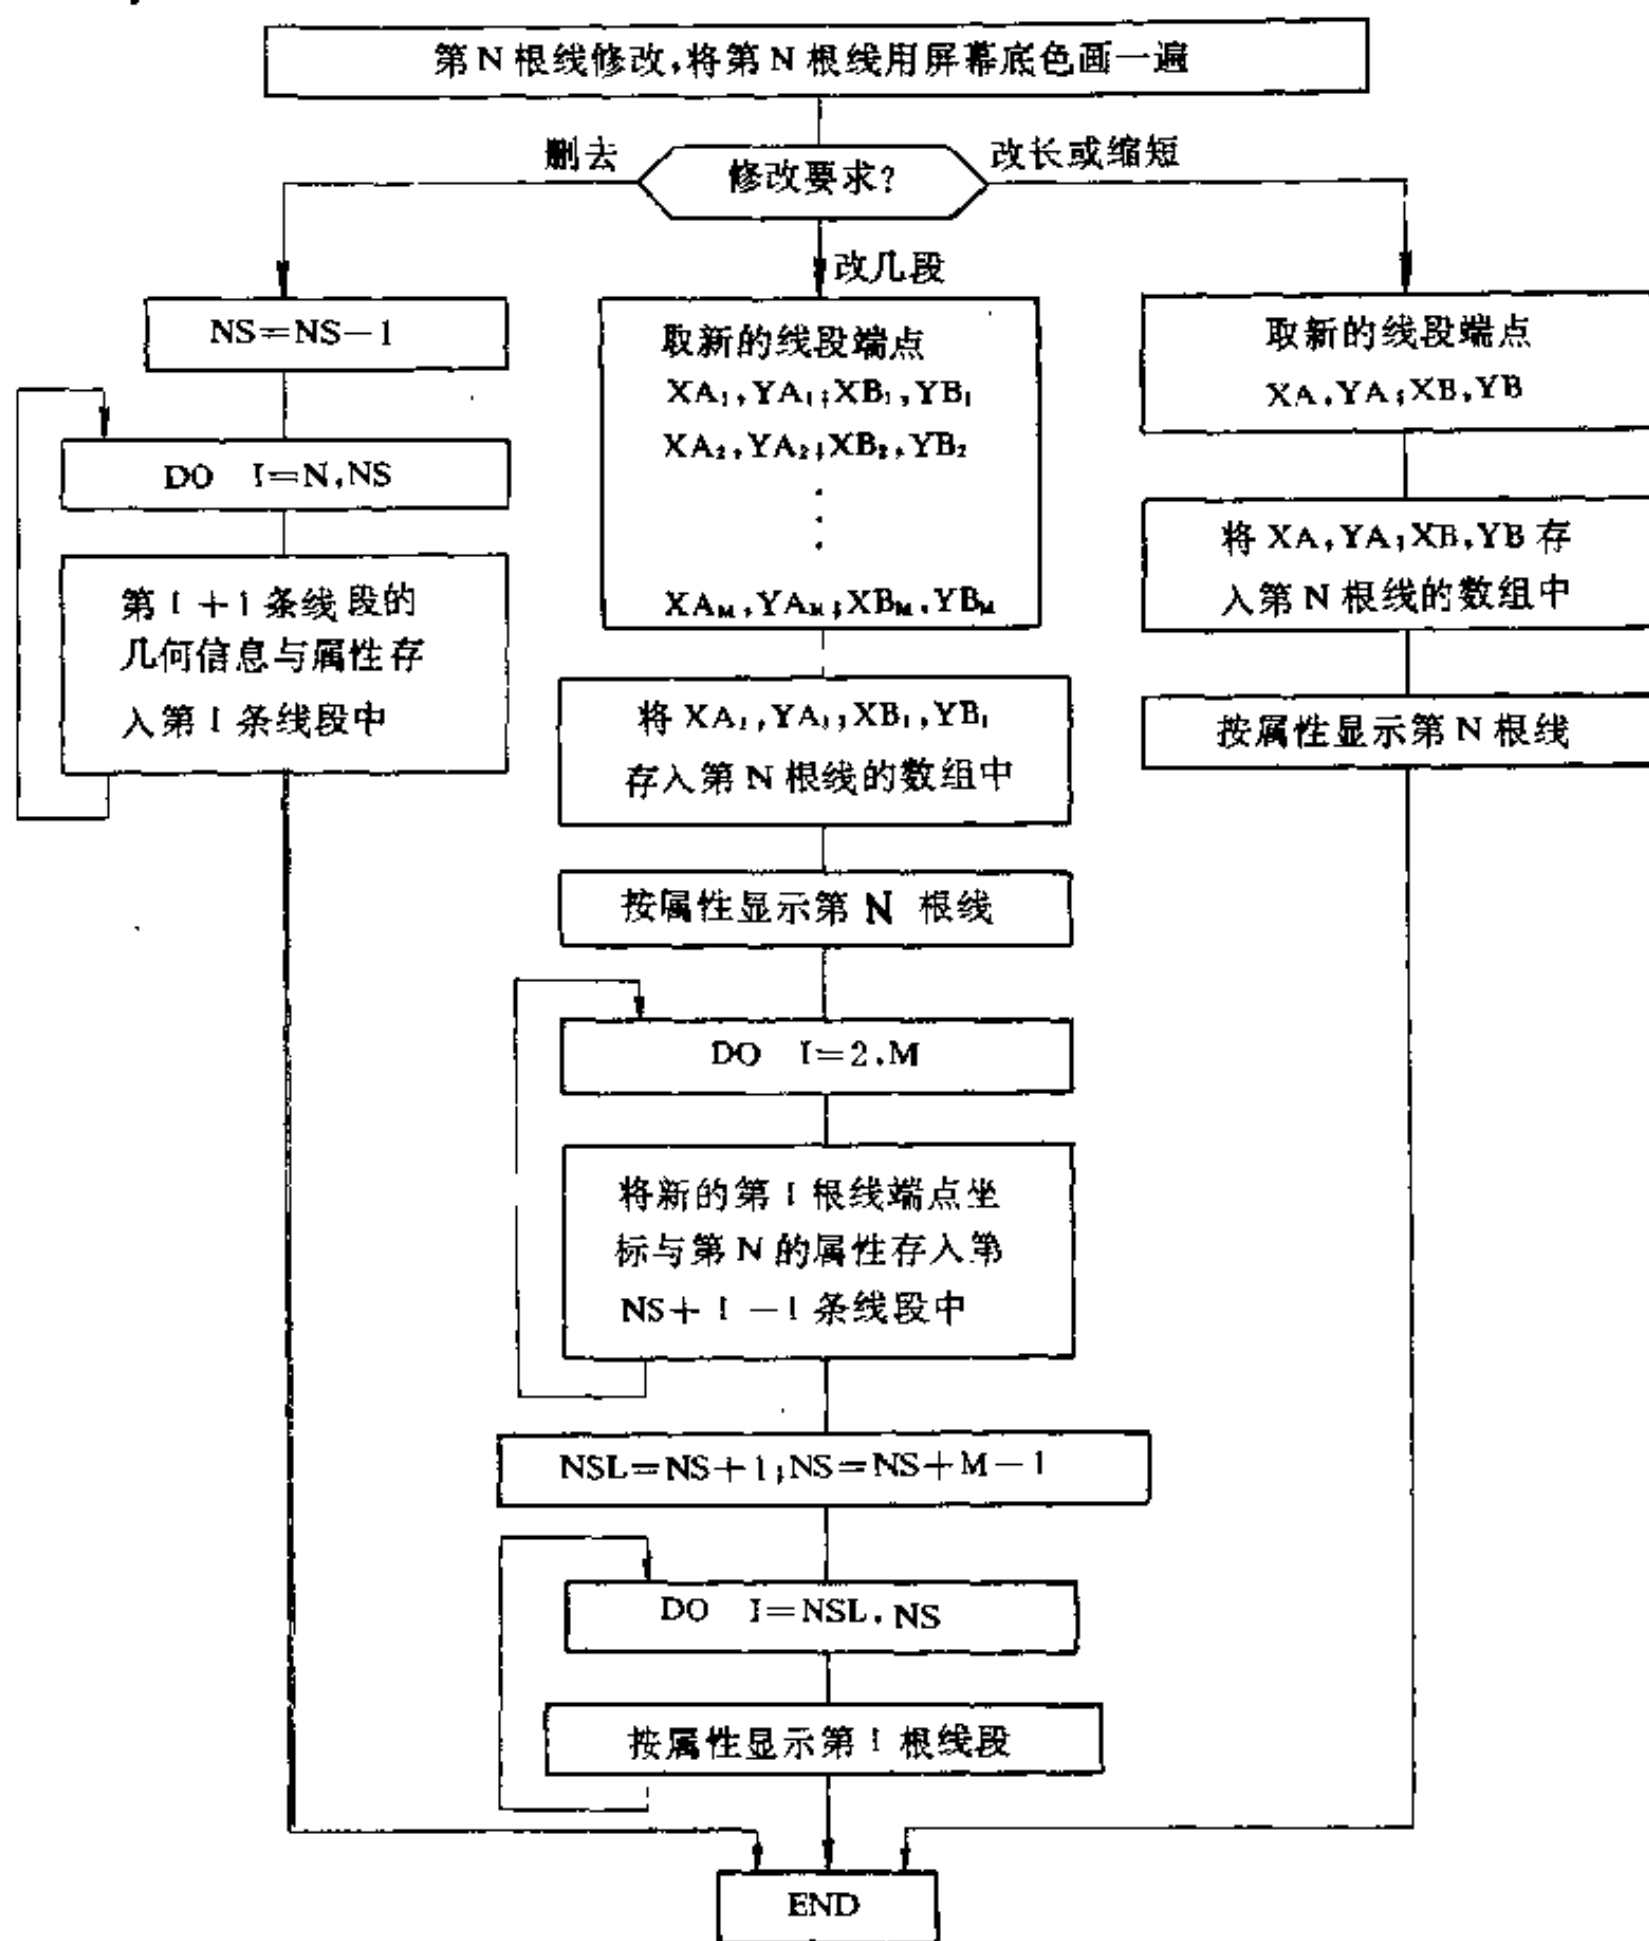 第N根线修改,将第N根线用屏幕底色画一遍
删去
修改要求?
改长或缩短
改几段
NS=NS-1
DO I=N,NS
第I+1条线段的
几何信息与属性存
入第I条线段中
取新的线段端点
XA₁,YA₁;XB₁,YB₁
XA₂,YA₂;XB₂,YB₂
⋮
XAM,YAM;XBM,YBM
将XA₁,YA₁;XB₁,YB₁
存入第N根线的数组中
按属性显示第N 根线
DO I=2,M
将新的第I根线端点坐
标与第N的属性存入第
NS+I-1条线段中
NSL=NS+1;NS=NS+M-1
DO I=NSL,NS
按属性显示第I根线段
取新的线段端点
XA,YA;XB,YB
将XA,YA;XB,YB存
入第N根线的数组中
按属性显示第N根线
END